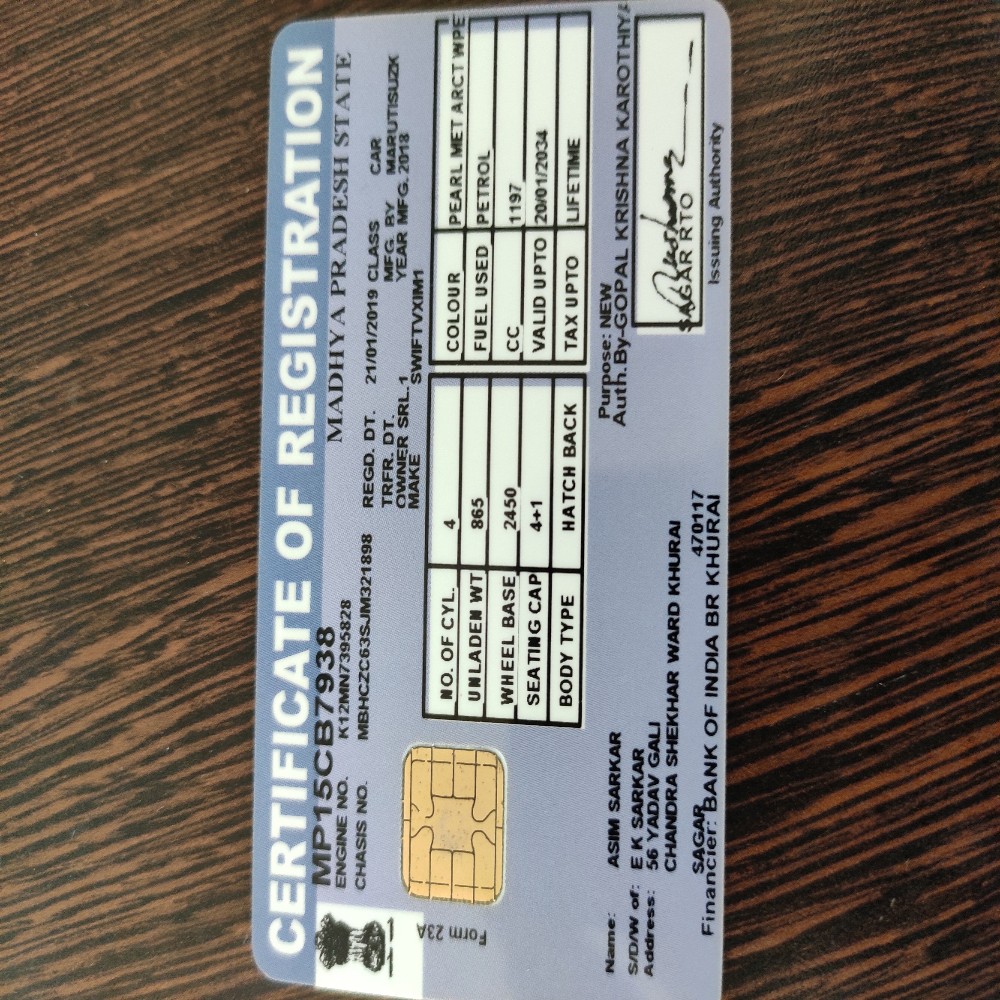 CERTIFICATE OF REGISTRATION
MADHYA PRADESH STATE
MP15CB7938
ENGINE NO. K12MN7395828
CHASIS NO. MBHCZC63SJM321898
REGD. DT. 21/01/2019 CLASS CAR
TRFR. DT. MFG. BY MARUTISUZK
OWNER SRL. 1 YEAR MFG. 2018
MAKE SWIFTVXIM1
Form 23A
NO. OF CYL. 4
UNLADEN WT 865
WHEEL BASE 2450
SEATING CAP 4+1
BODY TYPE HATCH BACK
COLOUR PEARL MET ARCT WPE
FUEL USED PETROL
CC 1197
VALID UPTO 20/01/2034
TAX UPTO LIFETIME
Name: ASIM SARKAR
S/D/W of: E K SARKAR
Address: 56 YADAV GALI
CHANDRA SHEKHAR WARD KHURAI
SAGAR 470117
Financier: BANK OF INDIA BR KHURAI
Purpose: NEW
Auth.By-GOPAL KRISHNA KAROTHIYA
SAGAR RTO
Issuing Authority